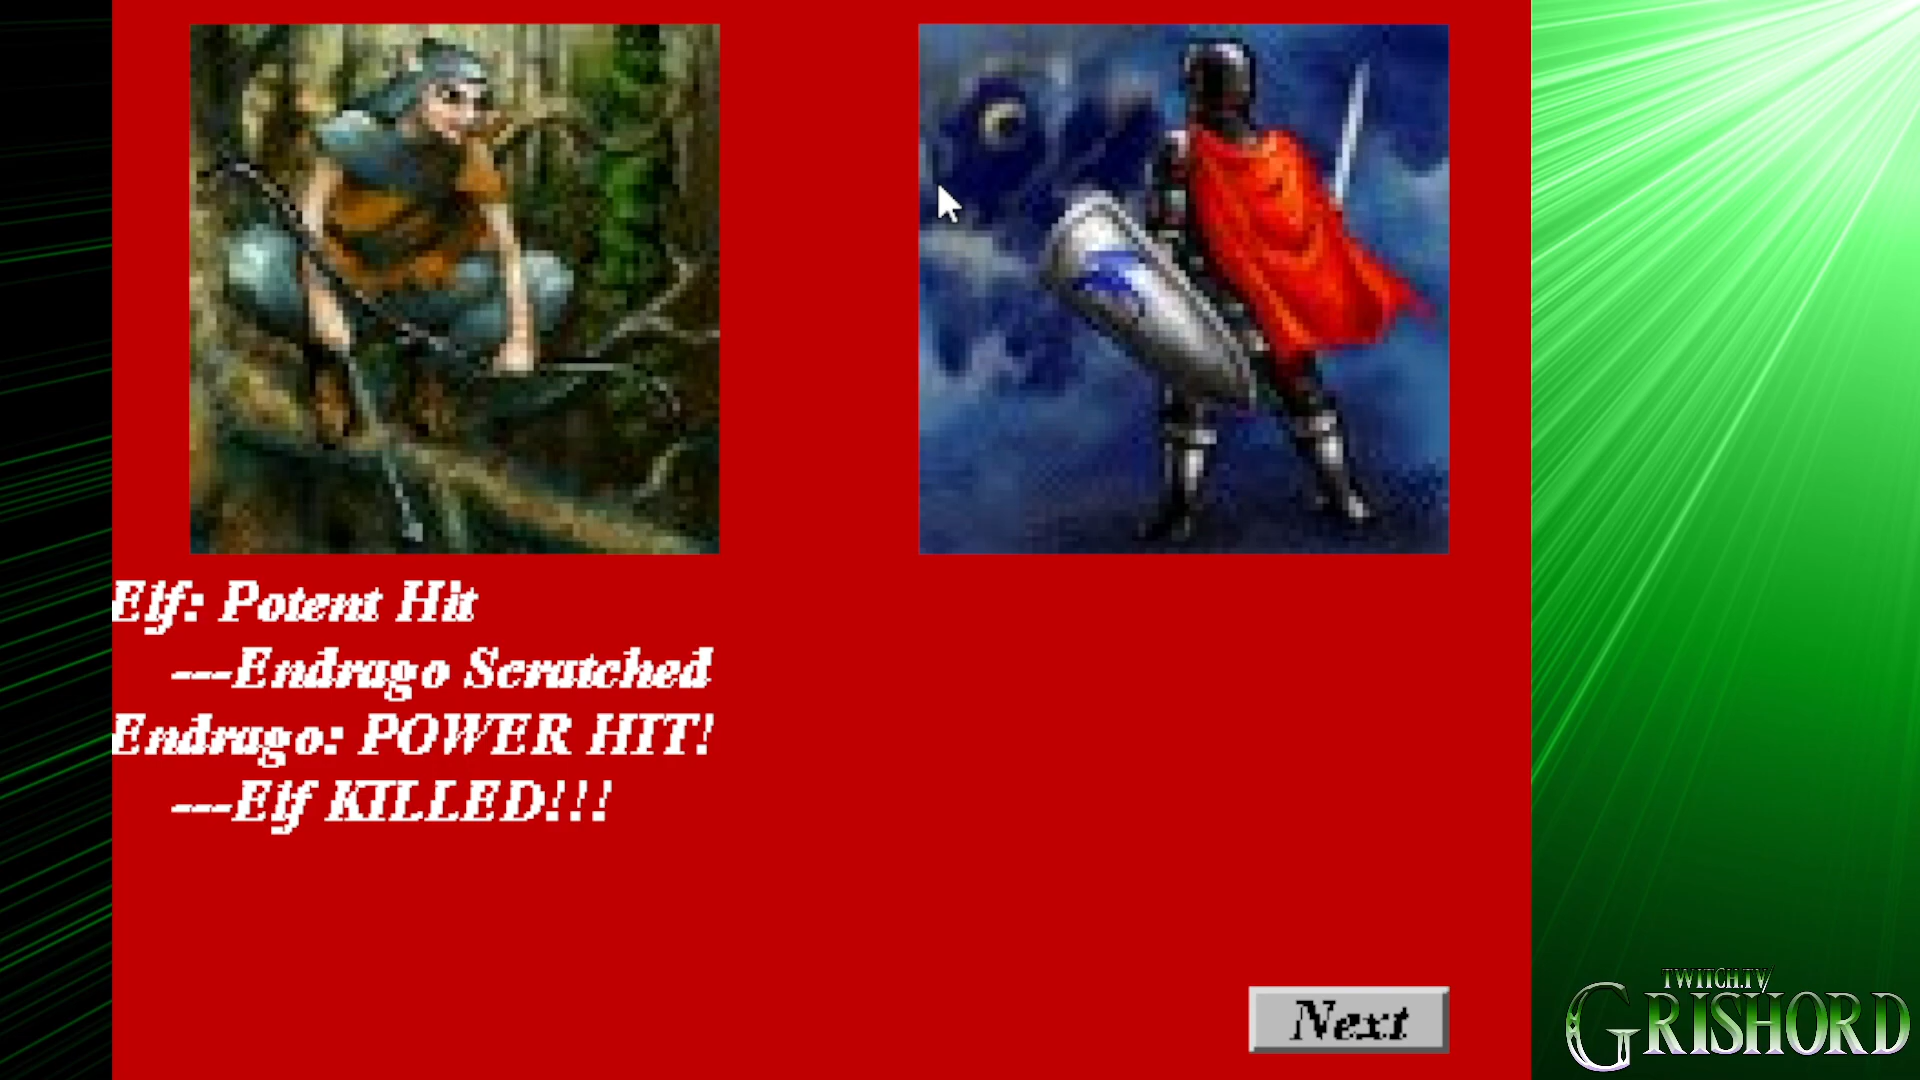 Elf: Potent Hit
---Endrago Scratched
Endrago: POWER HIT!
---Elf KILLED!!!
Next
TWITCH.TV/
GRISHORD